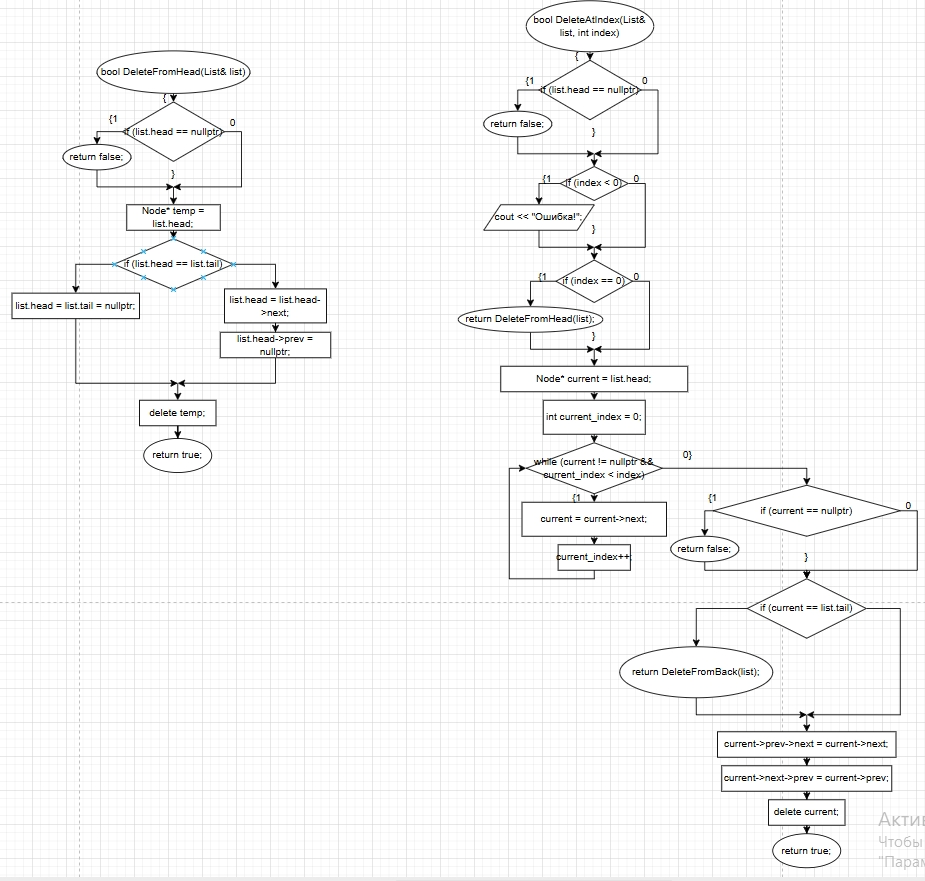 bool DeleteFromHead(List& list)
{
if (list.head == nullptr)
{1
0
return false;
}
Node* temp =
list.head;
if (list.head == list.tail)
list.head = list.tail = nullptr;
list.head = list.head-
>next;
list.head->prev =
nullptr;
delete temp;
return true;
bool DeleteAtIndex(List&
list, int index)
{
if (list.head == nullptr)
{1
0
return false;
}
if (index < 0)
{1
0
cout << "Ошибка!";
}
if (index == 0)
{1
0
return DeleteFromHead(list);
}
Node* current = list.head;
int current_index = 0;
while (current != nullptr &&
current_index < index)
0}
{1
current = current->next;
current_index++;
if (current == nullptr)
{1
0
return false;
}
if (current == list.tail)
return DeleteFromBack(list);
current->prev->next = current->next;
current->next->prev = current->prev;
delete current;
return true;
Чтобы